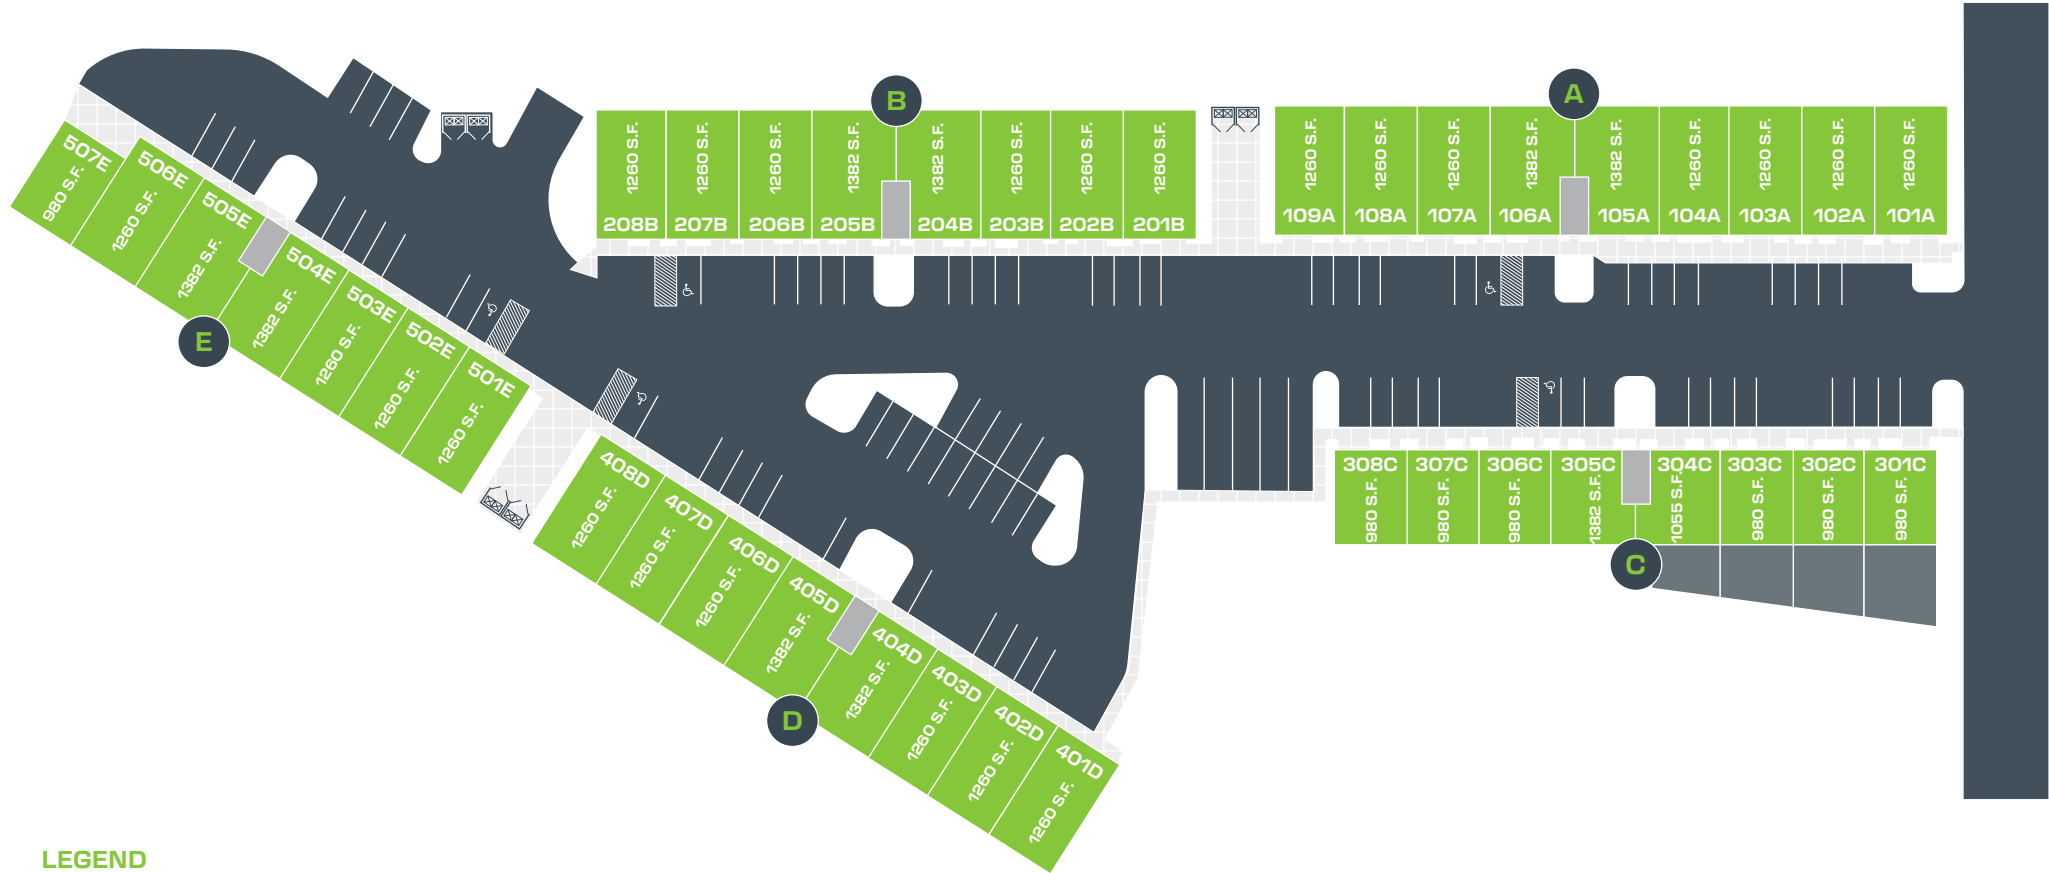 B
A
1260 S.F.
1260 S.F.
1260 S.F.
1382 S.F.
1382 S.F.
1260 S.F.
1260 S.F.
1260 S.F.
208B
207B
206B
205B
204B
203B
202B
201B
1260 S.F.
1260 S.F.
1260 S.F.
1382 S.F.
1382 S.F.
1260 S.F.
1260 S.F.
1260 S.F.
1260 S.F.
109A
108A
107A
106A
105A
104A
103A
102A
101A
507E
980 S.F.
506E
1260 S.F.
505E
1382 S.F.
504E
1382 S.F.
503E
1260 S.F.
502E
1260 S.F.
501E
1260 S.F.
E
408D
1260 S.F.
407D
1260 S.F.
406D
1260 S.F.
405D
1382 S.F.
404D
1382 S.F.
403D
1260 S.F.
402D
1260 S.F.
401D
1260 S.F.
D
308C
307C
306C
305C
304C
303C
302C
301C
980 S.F.
980 S.F.
980 S.F.
1382 S.F.
1055 S.F.
980 S.F.
980 S.F.
980 S.F.
C
LEGEND